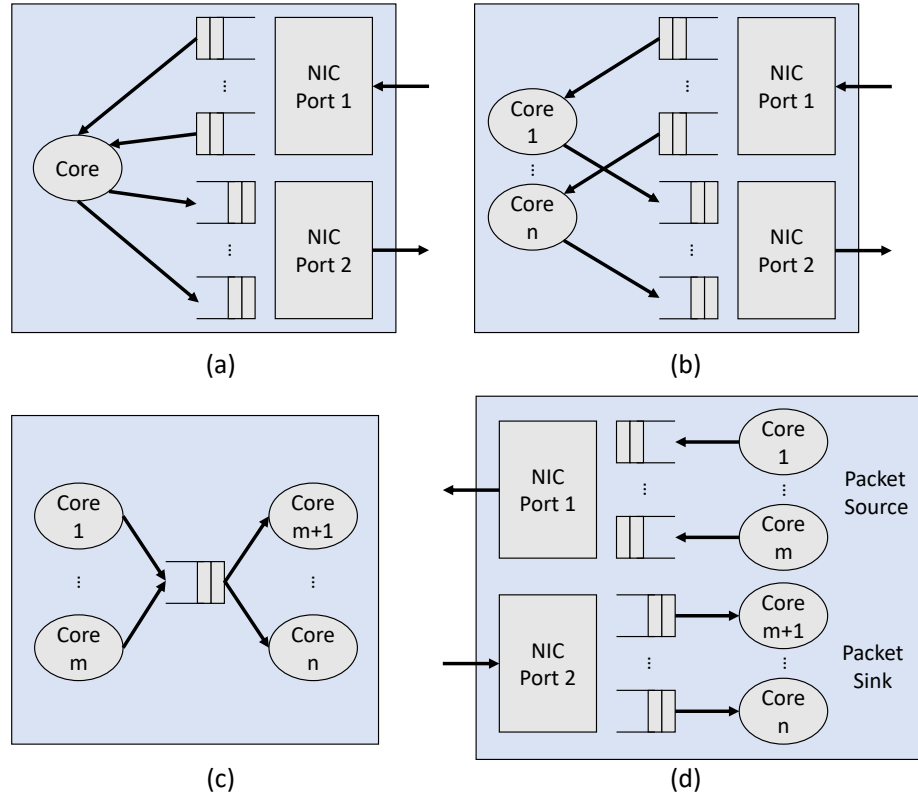 NIC
Port 1
...
Core
NIC
Port 2
...
(a)
NIC
Port 1
...
Core
1
...
Core
n
NIC
Port 2
...
(b)
Core
1
...
Core
m
Core
m+1
...
Core
n
(c)
NIC
Port 1
...
Core
1
...
Core
m
Packet
Source
NIC
Port 2
...
Core
m+1
...
Core
n
Packet
Sink
(d)